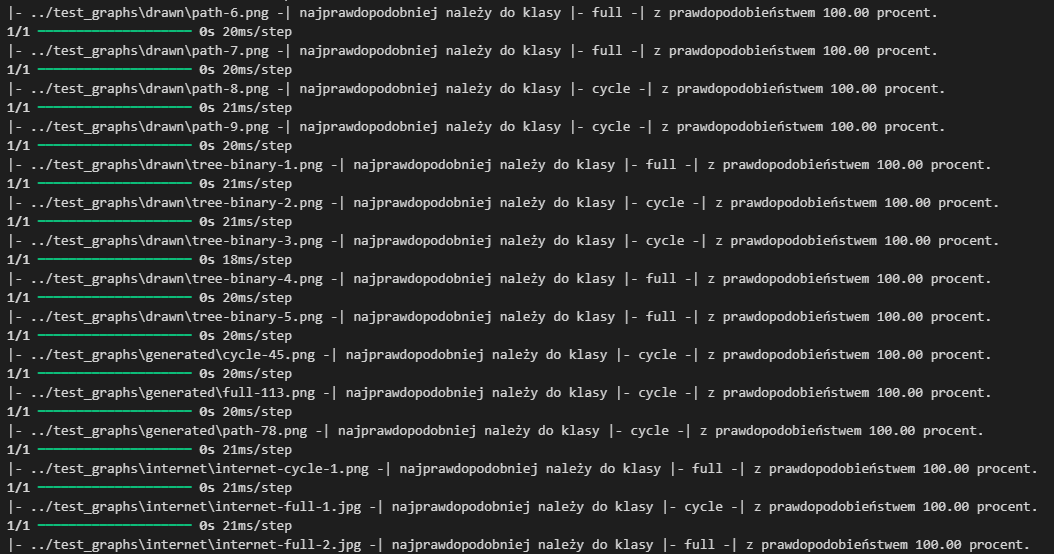 |- ../test_graphs\drawn\path-6.png -| najprawdopodobniej należy do klasy |- full -| z prawdopodobieństwem 100.00 procent.
1/1 ━━━━━━━━━━━━━━━━━━━━ 0s 20ms/step
|- ../test_graphs\drawn\path-7.png -| najprawdopodobniej należy do klasy |- full -| z prawdopodobieństwem 100.00 procent.
1/1 ━━━━━━━━━━━━━━━━━━━━ 0s 20ms/step
|- ../test_graphs\drawn\path-8.png -| najprawdopodobniej należy do klasy |- cycle -| z prawdopodobieństwem 100.00 procent.
1/1 ━━━━━━━━━━━━━━━━━━━━ 0s 21ms/step
|- ../test_graphs\drawn\path-9.png -| najprawdopodobniej należy do klasy |- cycle -| z prawdopodobieństwem 100.00 procent.
1/1 ━━━━━━━━━━━━━━━━━━━━ 0s 20ms/step
|- ../test_graphs\drawn\tree-binary-1.png -| najprawdopodobniej należy do klasy |- full -| z prawdopodobieństwem 100.00 procent.
1/1 ━━━━━━━━━━━━━━━━━━━━ 0s 21ms/step
|- ../test_graphs\drawn\tree-binary-2.png -| najprawdopodobniej należy do klasy |- cycle -| z prawdopodobieństwem 100.00 procent.
1/1 ━━━━━━━━━━━━━━━━━━━━ 0s 21ms/step
|- ../test_graphs\drawn\tree-binary-3.png -| najprawdopodobniej należy do klasy |- cycle -| z prawdopodobieństwem 100.00 procent.
1/1 ━━━━━━━━━━━━━━━━━━━━ 0s 18ms/step
|- ../test_graphs\drawn\tree-binary-4.png -| najprawdopodobniej należy do klasy |- full -| z prawdopodobieństwem 100.00 procent.
1/1 ━━━━━━━━━━━━━━━━━━━━ 0s 20ms/step
|- ../test_graphs\drawn\tree-binary-5.png -| najprawdopodobniej należy do klasy |- full -| z prawdopodobieństwem 100.00 procent.
1/1 ━━━━━━━━━━━━━━━━━━━━ 0s 20ms/step
|- ../test_graphs\generated\cycle-45.png -| najprawdopodobniej należy do klasy |- cycle -| z prawdopodobieństwem 100.00 procent.
1/1 ━━━━━━━━━━━━━━━━━━━━ 0s 21ms/step
|- ../test_graphs\generated\full-113.png -| najprawdopodobniej należy do klasy |- cycle -| z prawdopodobieństwem 100.00 procent.
1/1 ━━━━━━━━━━━━━━━━━━━━ 0s 20ms/step
|- ../test_graphs\generated\path-78.png -| najprawdopodobniej należy do klasy |- cycle -| z prawdopodobieństwem 100.00 procent.
1/1 ━━━━━━━━━━━━━━━━━━━━ 0s 21ms/step
|- ../test_graphs\internet\internet-cycle-1.png -| najprawdopodobniej należy do klasy |- full -| z prawdopodobieństwem 100.00 procent.
1/1 ━━━━━━━━━━━━━━━━━━━━ 0s 21ms/step
|- ../test_graphs\internet\internet-full-1.jpg -| najprawdopodobniej należy do klasy |- cycle -| z prawdopodobieństwem 100.00 procent.
1/1 ━━━━━━━━━━━━━━━━━━━━ 0s 21ms/step
|- ../test_graphs\internet\internet-full-2.jpg -| najprawdopodobniej należy do klasy |- full -| z prawdopodobieństwem 100.00 procent.